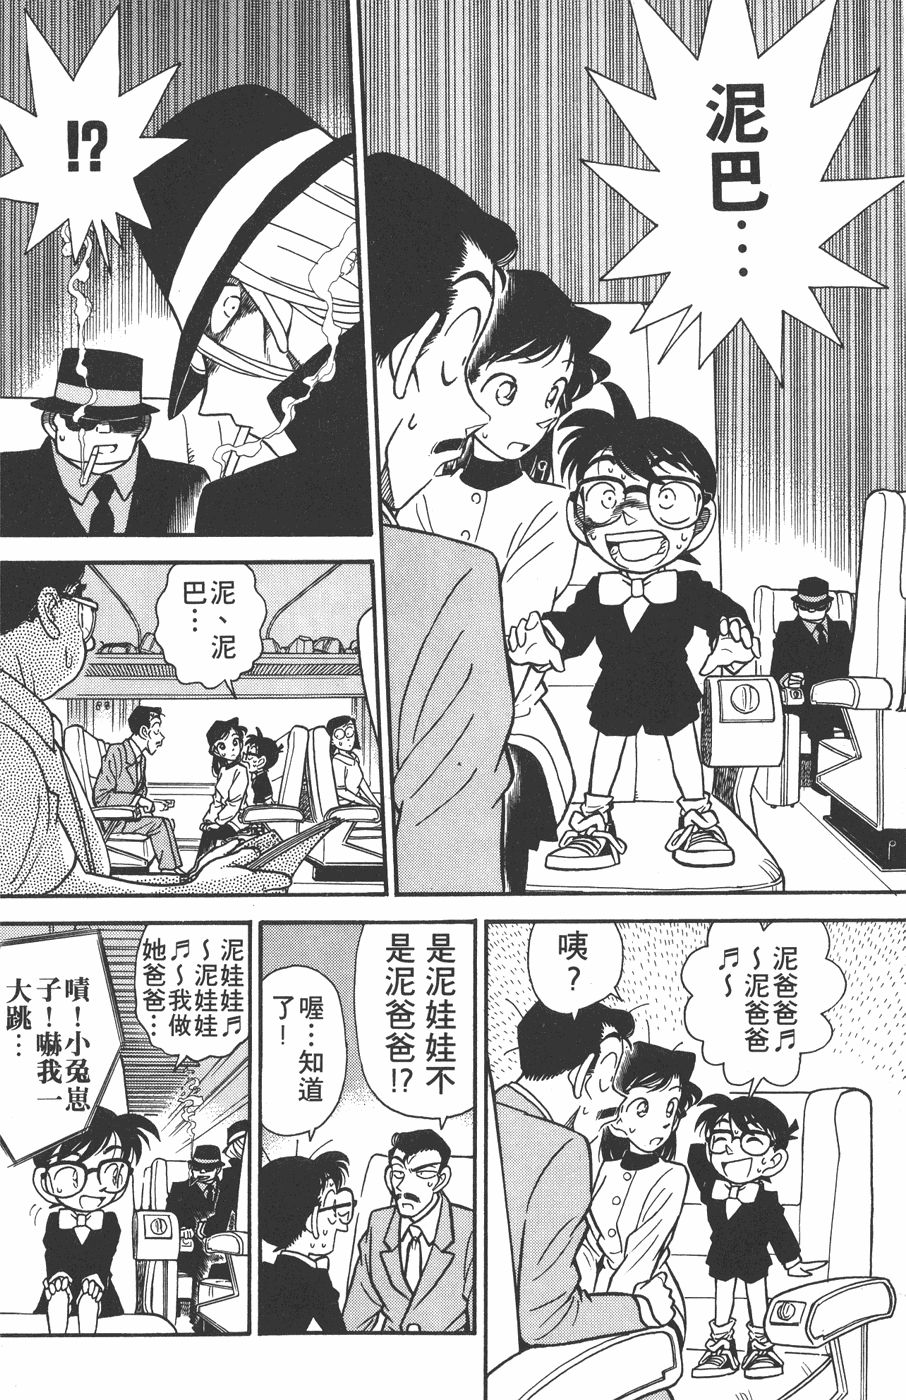 泥巴…
!?
泥、泥
巴…
泥爸爸♬
～泥爸爸
♬～
咦？
是泥娃娃不
是泥爸爸!?
喔…知道
了！
泥娃娃♬
～泥娃娃
♬～我做
她爸爸…
嘖！小兔崽
子！嚇我一
大跳…